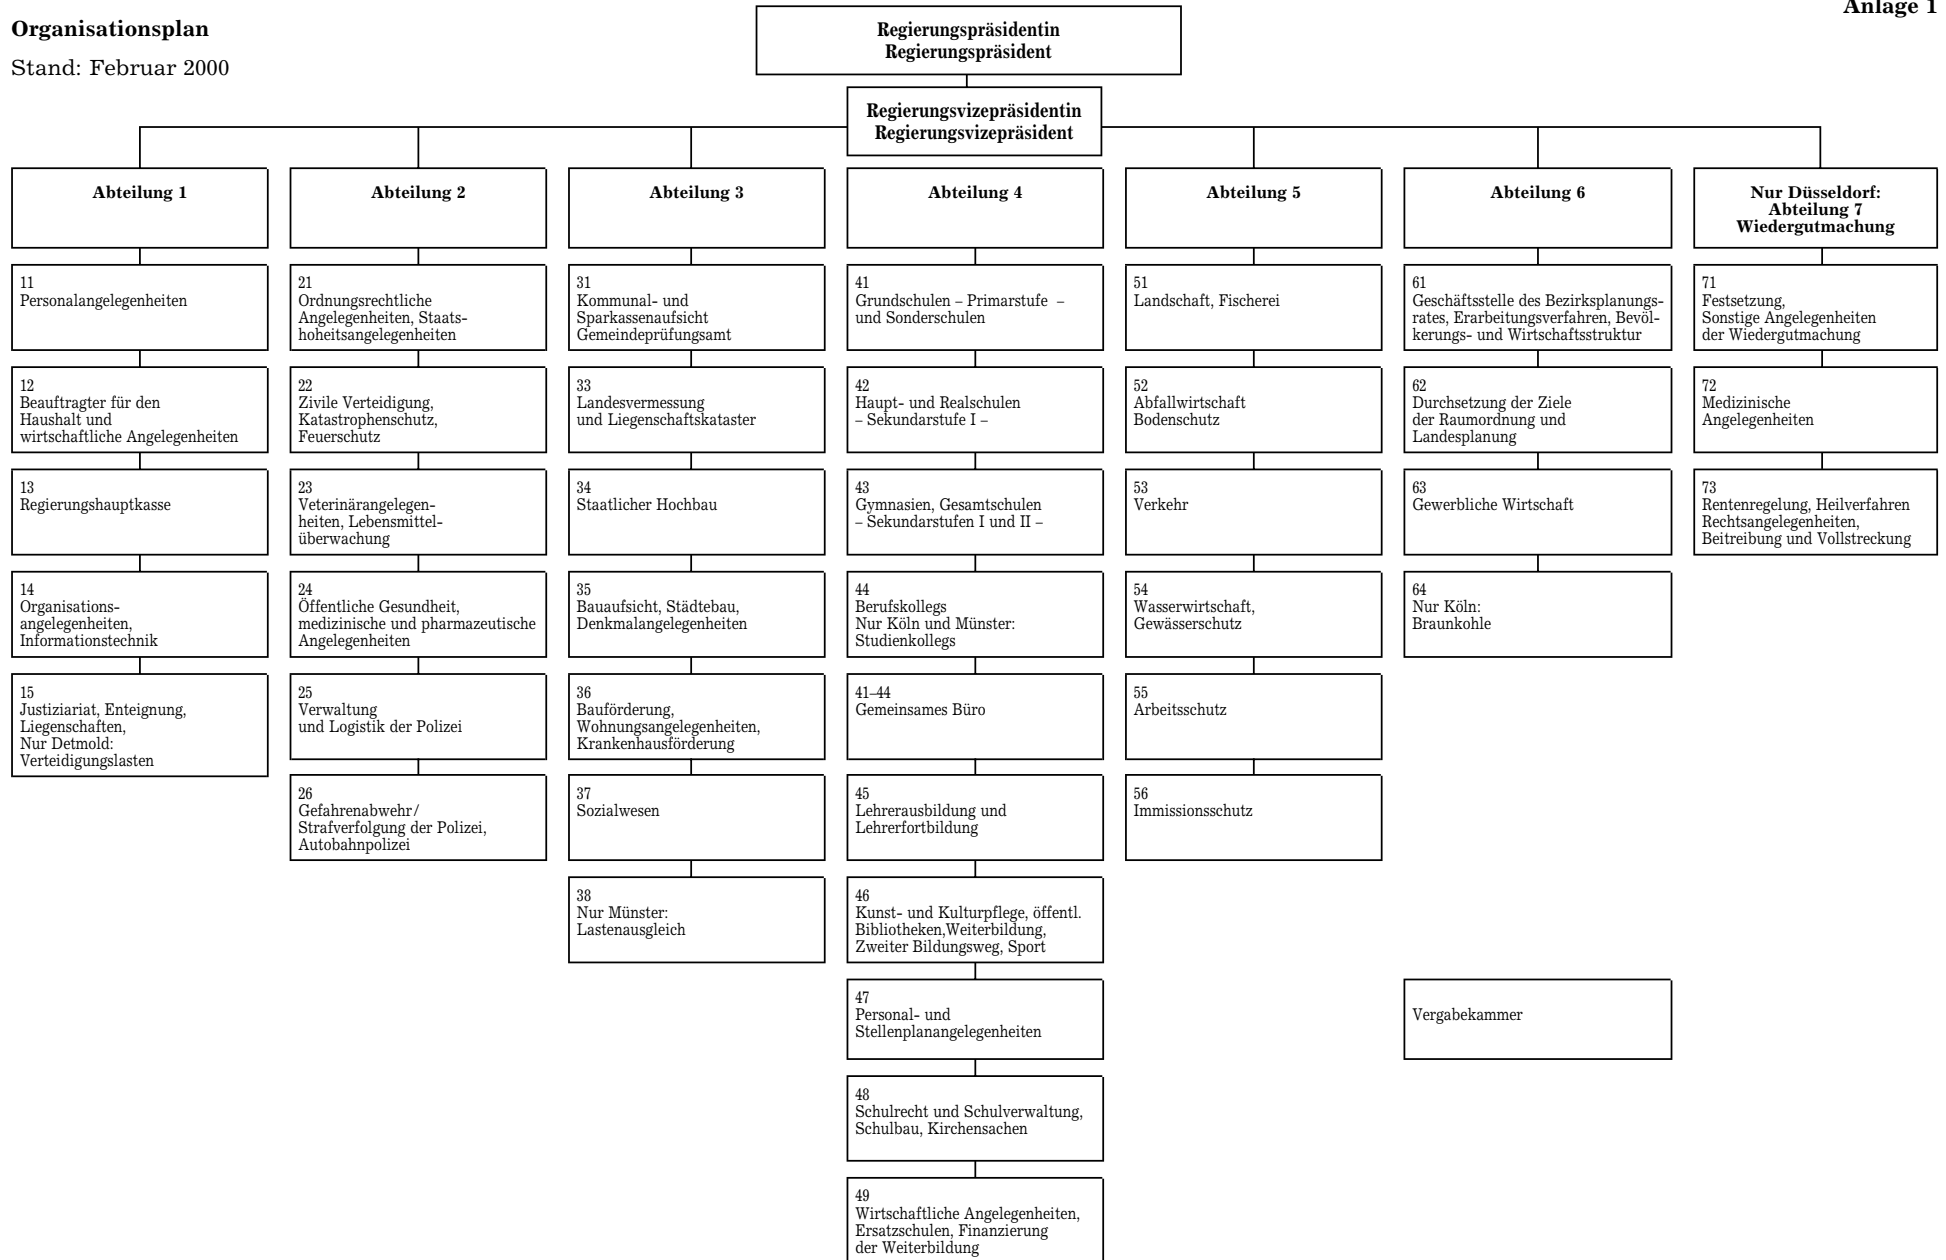 Anlage 1
Organisationsplan
Stand: Februar 2000
Regierungspräsidentin
Regierungspräsident
Regierungsvizepräsidentin
Regierungsvizepräsident
Abteilung 1
11
Personalangelegenheiten
12
Beauftragter für den
Haushalt und
wirtschaftliche Angelegenheiten
13
Regierungshauptkasse
14
Organisations-
angelegenheiten,
Informationstechnik
15
Justiziariat, Enteignung,
Liegenschaften,
Nur Detmold:
Verteidigungslasten
Abteilung 2
21
Ordnungsrechtliche
Angelegenheiten, Staats-
hoheitsangelegenheiten
22
Zivile Verteidigung,
Katastrophenschutz,
Feuerschutz
23
Veterinärangelegen-
heiten, Lebensmittel-
überwachung
24
Öffentliche Gesundheit,
medizinische und pharmazeutische
Angelegenheiten
25
Verwaltung
und Logistik der Polizei
26
Gefahrenabwehr/
Strafverfolgung der Polizei,
Autobahnpolizei
Abteilung 3
31
Kommunal- und
Sparkassenaufsicht
Gemeindeprüfungsamt
33
Landesvermessung
und Liegenschaftskataster
34
Staatlicher Hochbau
35
Bauaufsicht, Städtebau,
Denkmalangelegenheiten
36
Bauförderung,
Wohnungsangelegenheiten,
Krankenhausförderung
37
Sozialwesen
38
Nur Münster:
Lastenausgleich
Abteilung 4
41
Grundschulen – Primarstufe –
und Sonderschulen
42
Haupt- und Realschulen
– Sekundarstufe I –
43
Gymnasien, Gesamtschulen
– Sekundarstufen I und II –
44
Berufskollegs
Nur Köln und Münster:
Studienkollegs
41–44
Gemeinsames Büro
45
Lehrerausbildung und
Lehrerfortbildung
46
Kunst- und Kulturpflege, öffentl.
Bibliotheken,Weiterbildung,
Zweiter Bildungsweg, Sport
47
Personal- und
Stellenplanangelegenheiten
48
Schulrecht und Schulverwaltung,
Schulbau, Kirchensachen
49
Wirtschaftliche Angelegenheiten,
Ersatzschulen, Finanzierung
der Weiterbildung
Abteilung 5
51
Landschaft, Fischerei
52
Abfallwirtschaft
Bodenschutz
53
Verkehr
54
Wasserwirtschaft,
Gewässerschutz
55
Arbeitsschutz
56
Immissionsschutz
Abteilung 6
61
Geschäftsstelle des Bezirksplanungs-
rates, Erarbeitungsverfahren, Bevöl-
kerungs- und Wirtschaftsstruktur
62
Durchsetzung der Ziele
der Raumordnung und
Landesplanung
63
Gewerbliche Wirtschaft
64
Nur Köln:
Braunkohle
Vergabekammer
Nur Düsseldorf:
Abteilung 7
Wiedergutmachung
71
Festsetzung,
Sonstige Angelegenheiten
der Wiedergutmachung
72
Medizinische
Angelegenheiten
73
Rentenregelung, Heilverfahren
Rechtsangelegenheiten,
Beitreibung und Vollstreckung